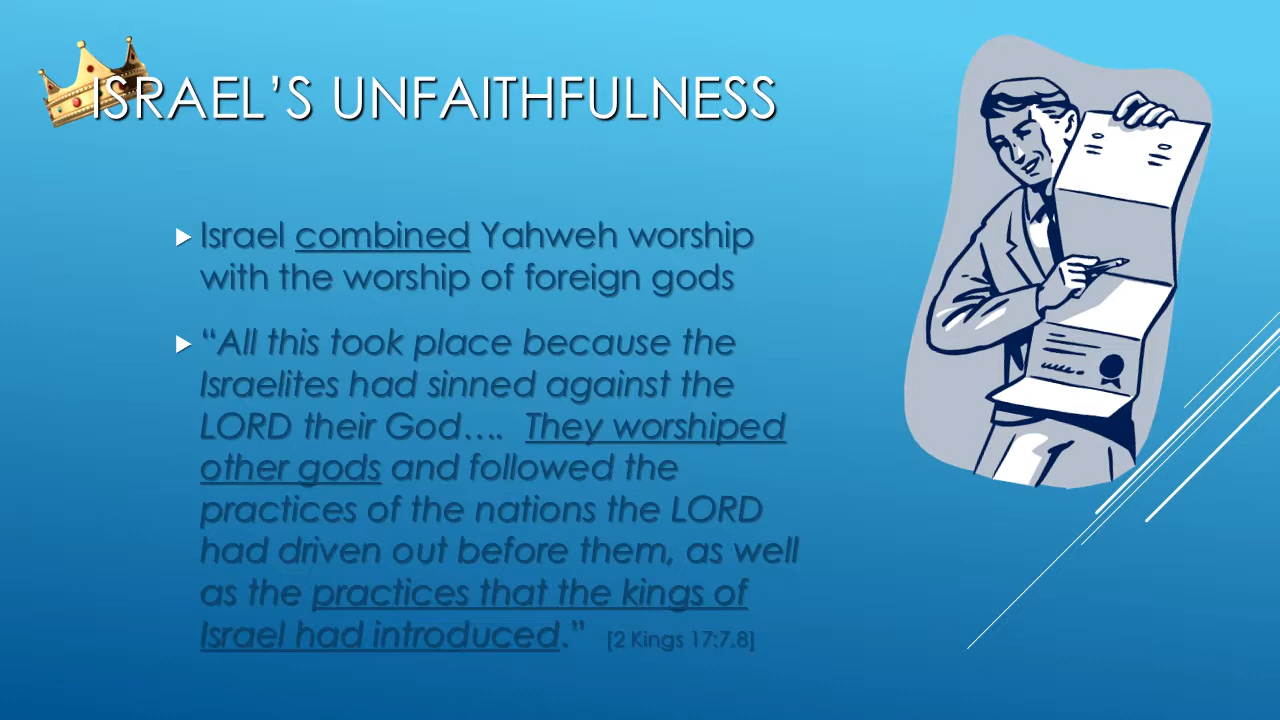 ISRAEL’S UNFAITHFULNESS
Israel combined Yahweh worship
with the worship of foreign gods
“All this took place because the
Israelites had sinned against the
LORD their God…. They worshiped
other gods and followed the
practices of the nations the LORD
had driven out before them, as well
as the practices that the kings of
Israel had introduced.” [2 Kings 17:7,8]